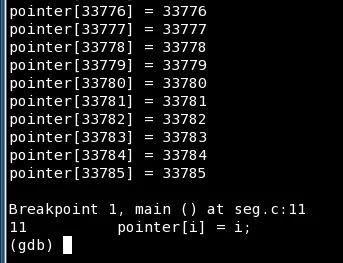 pointer[33776] = 33776
pointer[33777] = 33777
pointer[33778] = 33778
pointer[33779] = 33779
pointer[33780] = 33780
pointer[33781] = 33781
pointer[33782] = 33782
pointer[33783] = 33783
pointer[33784] = 33784
pointer[33785] = 33785
Breakpoint 1, main () at seg.c:11
11          pointer[i] = i;
(gdb)